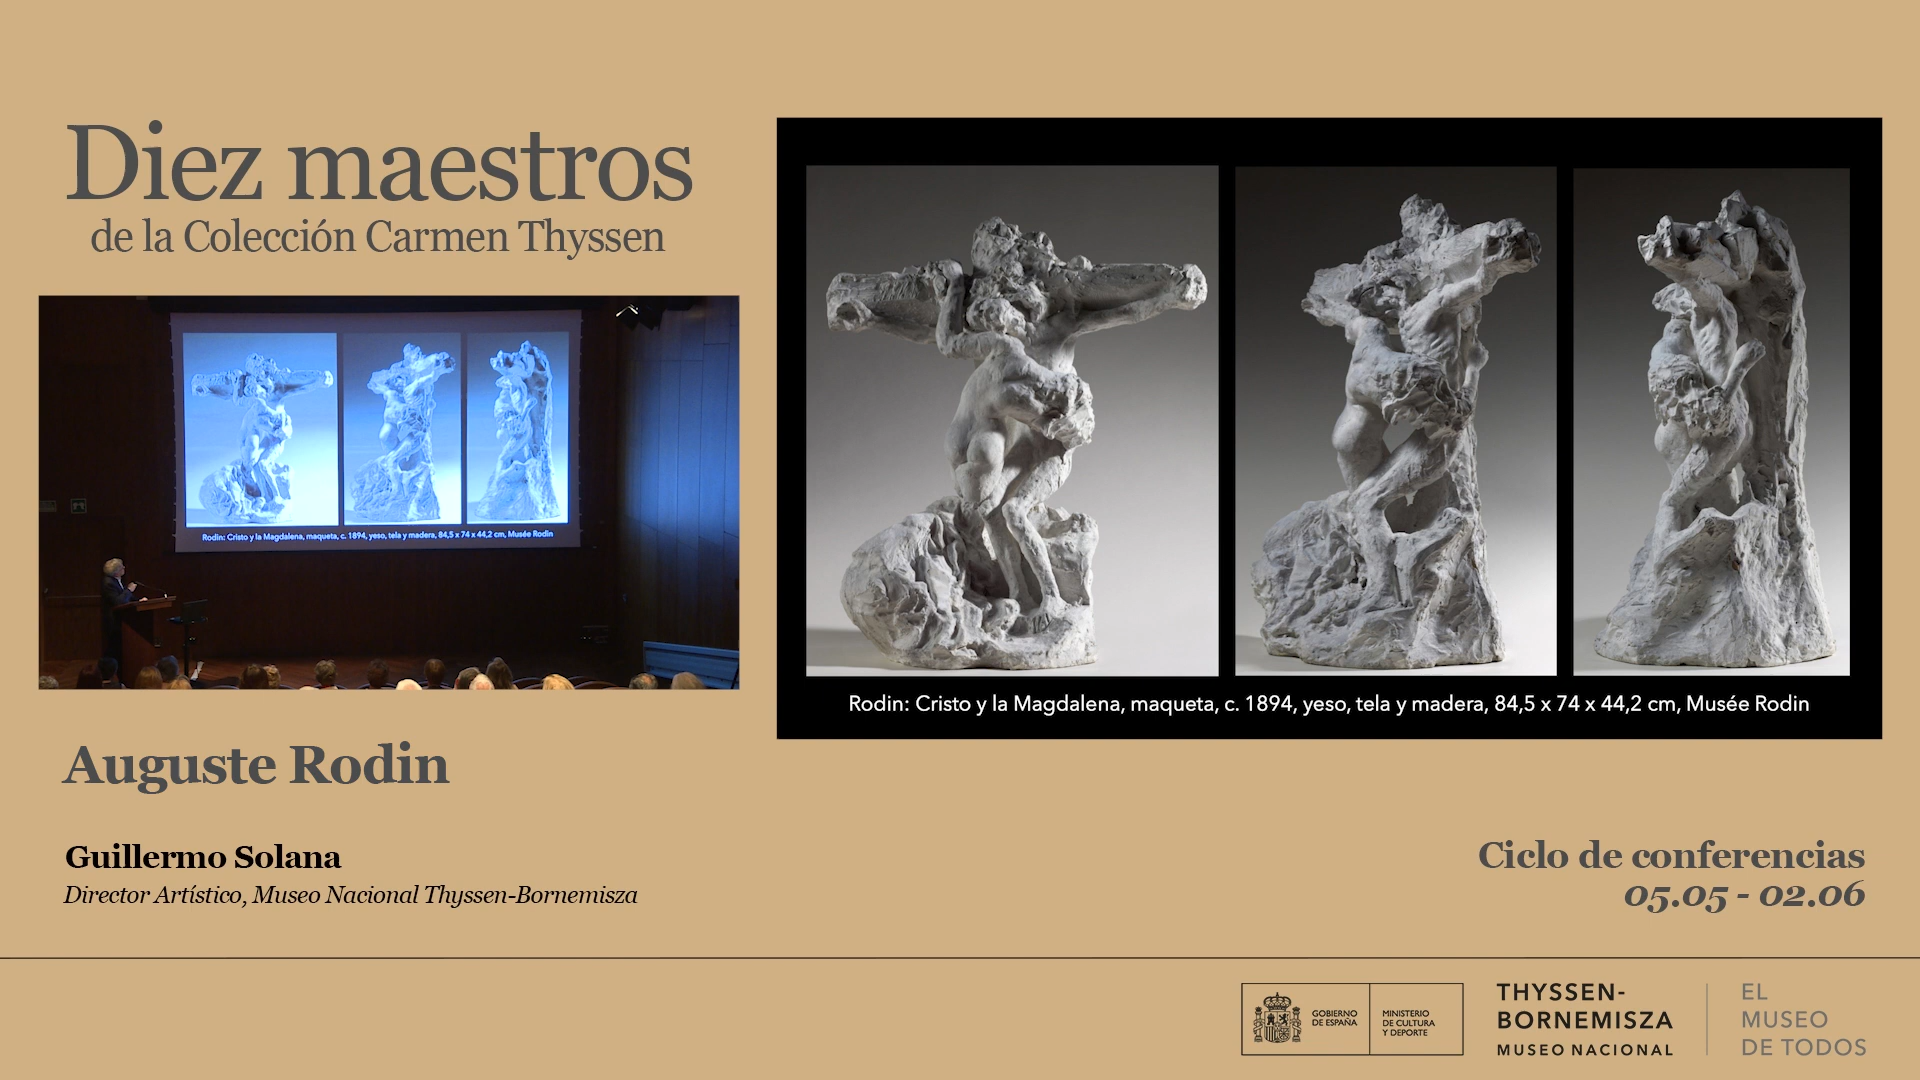 Diez maestros
de la Colección Carmen Thyssen
Rodin: Cristo y la Magdalena, maqueta, c. 1894, yeso, tela y madera, 84,5 x 74 x 44,2 cm, Musée Rodin
Rodin: Cristo y la Magdalena, maqueta, c. 1894, yeso, tela y madera, 84,5 x 74 x 44,2 cm, Musée Rodin
Auguste Rodin
Guillermo Solana
Director Artístico, Museo Nacional Thyssen-Bornemisza
Ciclo de conferencias
05.05 - 02.06
GOBIERNO
DE ESPAÑA
MINISTERIO
DE CULTURA
Y DEPORTE
THYSSEN-
BORNEMISZA
MUSEO NACIONAL
EL
MUSEO
DE TODOS